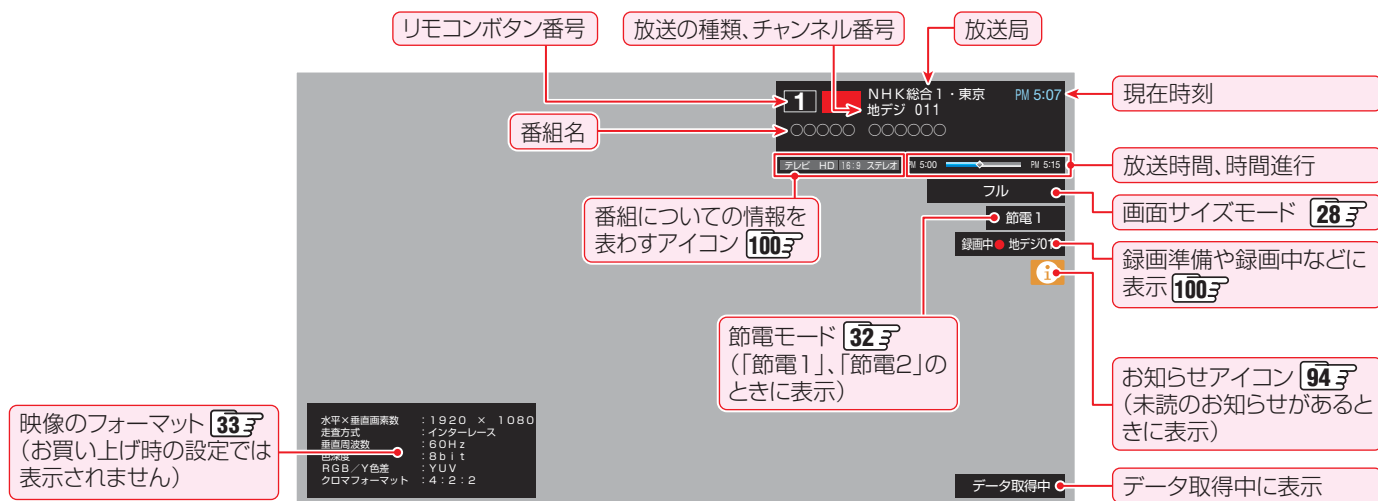 リモコンボタン番号
放送の種類、チャンネル番号
放送局
1
NHK総合1・東京
PM 5:07
地デジ 011
○○○○○ ○○○○○○
現在時刻
番組名
テレビ HD 16:9 ステレオ
PM 5:00
PM 5:15
放送時間、時間進行
フル
画面サイズモード 28
番組についての情報を
表わすアイコン 100
節電1
録画中●地デジ01
録画準備や録画中などに
表示 100
i
節電モード 32
(「節電1」、「節電2」の
ときに表示)
お知らせアイコン 94
(未読のお知らせがあると
きに表示)
映像のフォーマット 33
(お買い上げ時の設定では
表示されません)
水平×垂直画素数 :1920 × 1080
走査方式 :インターレース
垂直周波数 :60Hz
色深度 :8bit
RGB/Y色差 :YUV
クロマフォーマット :4:2:2
データ取得中
データ取得中に表示